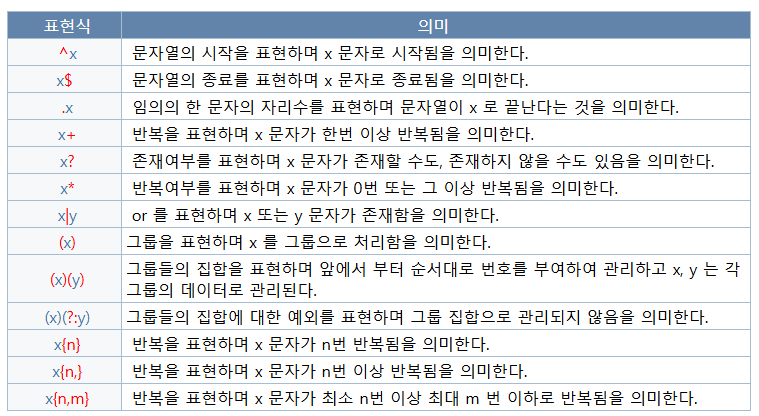 표현식 의미
^x 문자열의 시작을 표현하며 x 문자로 시작됨을 의미한다.
x$ 문자열의 종료를 표현하며 x 문자로 종료됨을 의미한다.
.x 임의의 한 문자의 자리수를 표현하며 문자열이 x 로 끝난다는 것을 의미한다.
x+ 반복을 표현하며 x 문자가 한번 이상 반복됨을 의미한다.
x? 존재여부를 표현하며 x 문자가 존재할 수도, 존재하지 않을 수도 있음을 의미한다.
x* 반복여부를 표현하며 x 문자가 0번 또는 그 이상 반복됨을 의미한다.
x|y or 를 표현하며 x 또는 y 문자가 존재함을 의미한다.
(x) 그룹을 표현하며 x 를 그룹으로 처리함을 의미한다.
(x)(y) 그룹들의 집합을 표현하며 앞에서 부터 순서대로 번호를 부여하여 관리하고 x, y 는 각
그룹의 데이터로 관리된다.
(x)(?:y) 그룹들의 집합에 대한 예외를 표현하며 그룹 집합으로 관리되지 않음을 의미한다.
x{n} 반복을 표현하며 x 문자가 n번 반복됨을 의미한다.
x{n,} 반복을 표현하며 x 문자가 n번 이상 반복됨을 의미한다.
x{n,m} 반복을 표현하며 x 문자가 최소 n번 이상 최대 m 번 이하로 반복됨을 의미한다.